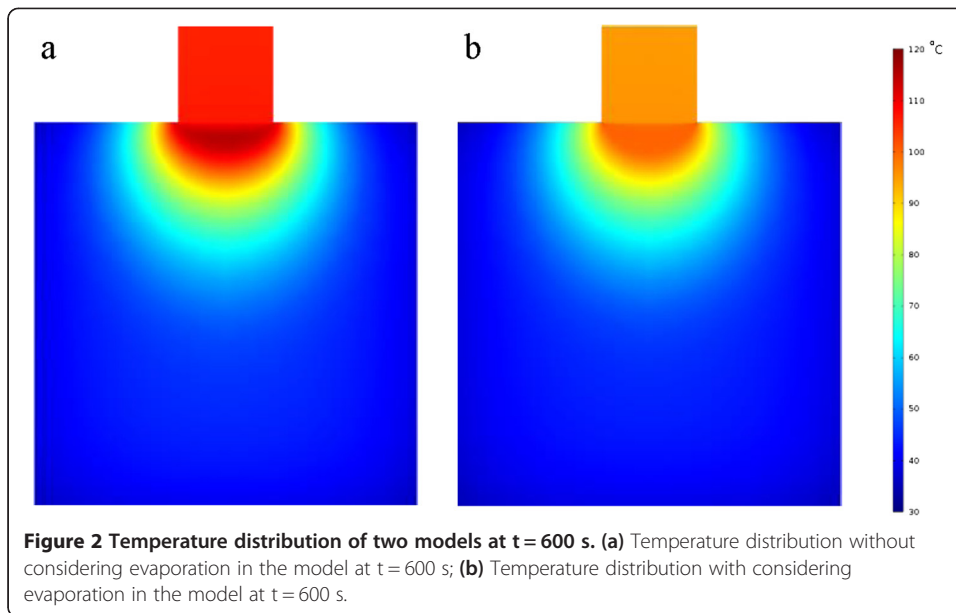 a
b
°C
120
110
100
90
80
70
60
50
40
30
Figure 2 Temperature distribution of two models at t = 600 s. (a) Temperature distribution without
considering evaporation in the model at t = 600 s; (b) Temperature distribution with considering
evaporation in the model at t = 600 s.